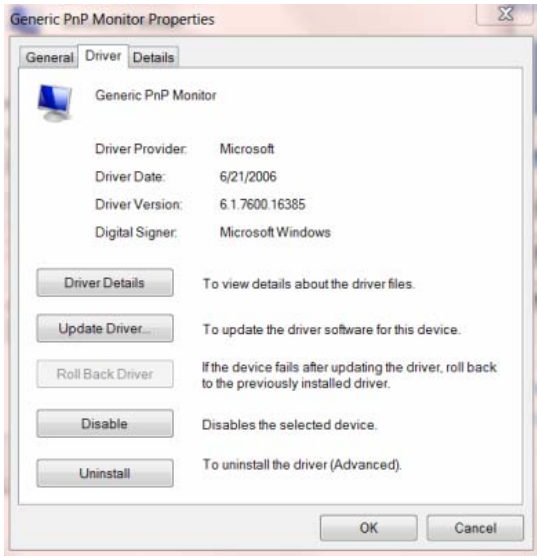 Generic PnP Monitor Properties
General Driver Details
Generic PnP Monitor
Driver Provider: Microsoft
Driver Date: 6/21/2006
Driver Version: 6.1.7600.16385
Digital Signer: Microsoft Windows
Driver Details To view details about the driver files.
Update Driver... To update the driver software for this device.
Roll Back Driver If the device fails after updating the driver, roll back
to the previously installed driver.
Disable Disables the selected device.
Uninstall To uninstall the driver (Advanced).
OK Cancel